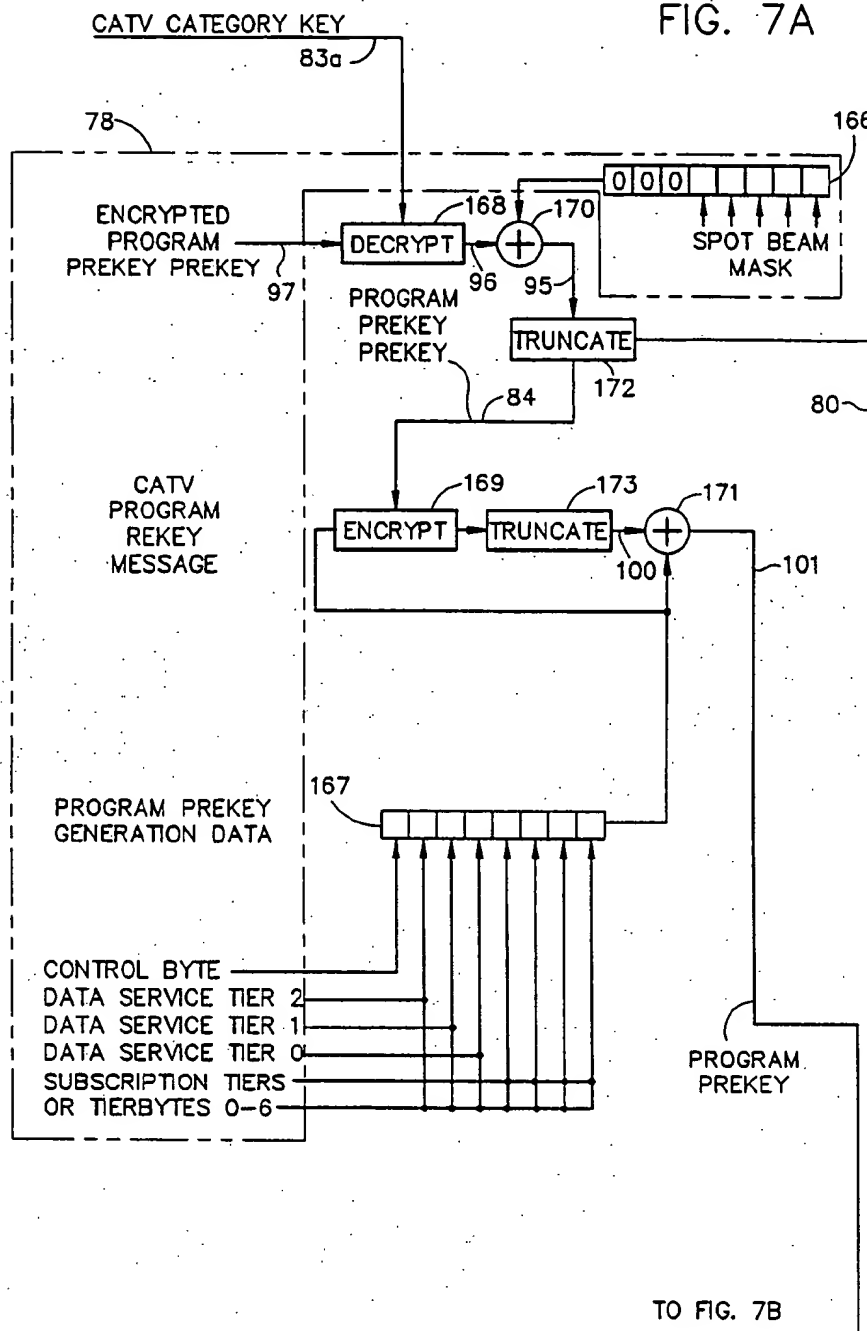 FIG. 7A
CATV CATEGORY KEY
83a
78
166
0 0 0
ENCRYPTED
PROGRAM
PREKEY PREKEY
97
168
DECRYPT
96
170
+
95
SPOT BEAM
MASK
PROGRAM
PREKEY
PREKEY
TRUNCATE
172
84
80
CATV
PROGRAM
REKEY
MESSAGE
169
ENCRYPT
173
TRUNCATE
100
171
+
101
PROGRAM PREKEY
GENERATION DATA
167
CONTROL BYTE
DATA SERVICE TIER 2
DATA SERVICE TIER 1
DATA SERVICE TIER 0
SUBSCRIPTION TIERS
OR TIERBYTES 0-6
PROGRAM
PREKEY
TO FIG. 7B